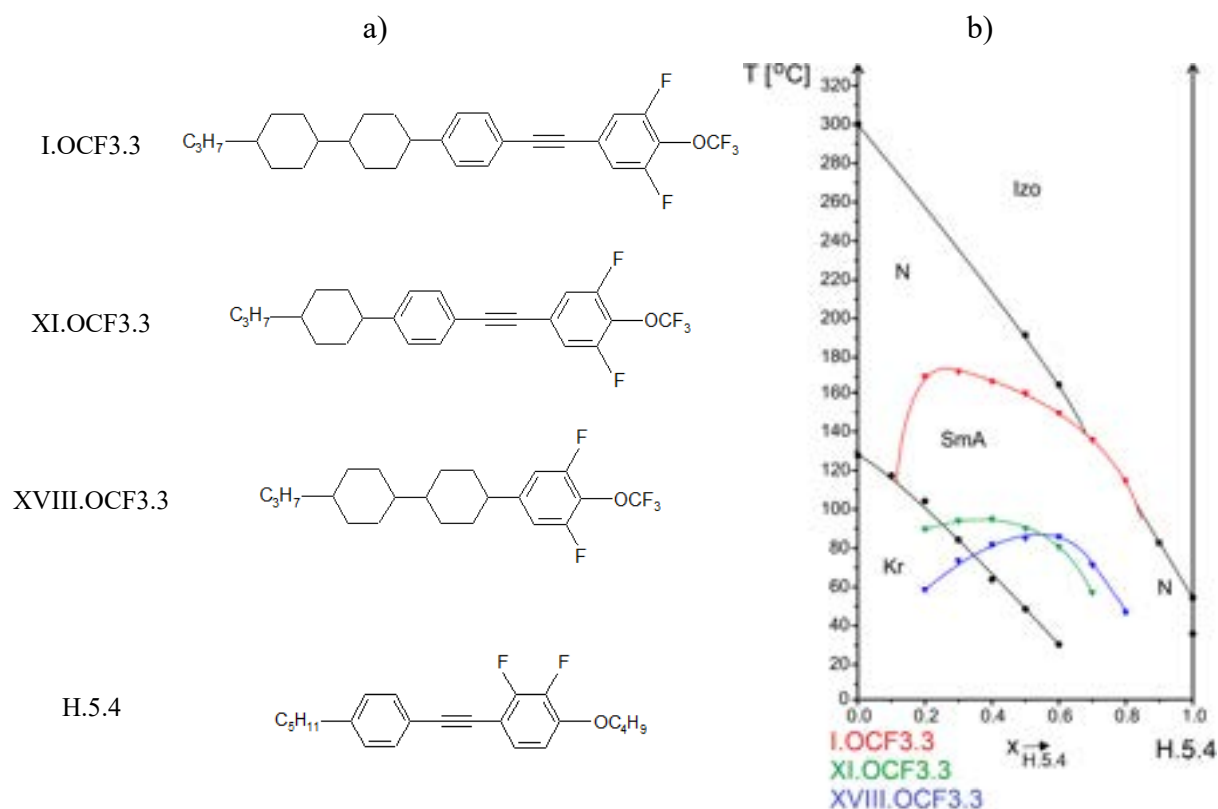 a)
b)
I.OCF3.3
C3H7
F
OCF3
F
XI.OCF3.3
C3H7
F
OCF3
F
XVIII.OCF3.3
C3H7
F
OCF3
F
H.5.4
C5H11
F F
OC4H9
T [°C]
320
300
280
260
240
220
200
180
160
140
120
100
80
60
40
20
0
Izo
N
SmA
Kr
N
0.0 0.2 0.4 0.6 0.8 1.0
I.OCF3.3
XI.OCF3.3
XVIII.OCF3.3
X → H.5.4
H.5.4